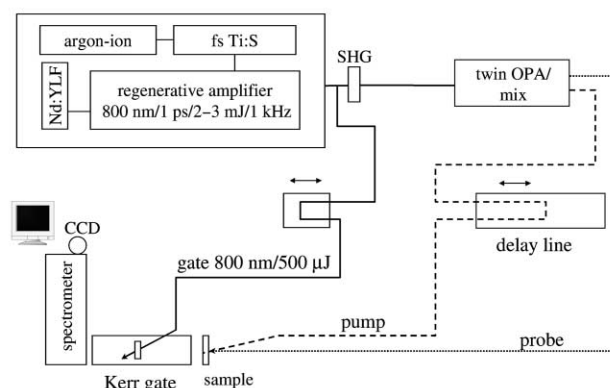 argon-ion
fs Ti:S
SHG
Nd:YLF
regenerative amplifier
800 nm/1 ps/2–3 mJ/1 kHz
twin OPA/
mix
CCD
delay line
gate 800 nm/500 μJ
spectrometer
pump
probe
Kerr gate
sample